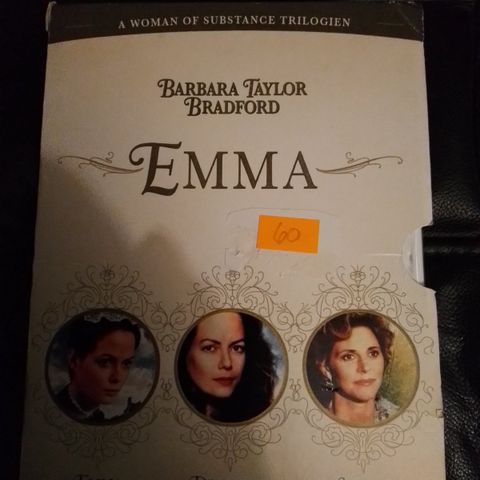 A WOMAN OF SUBSTANCE TRILOGIEN
BARBARA TAYLOR
BRADFORD
EMMA
60